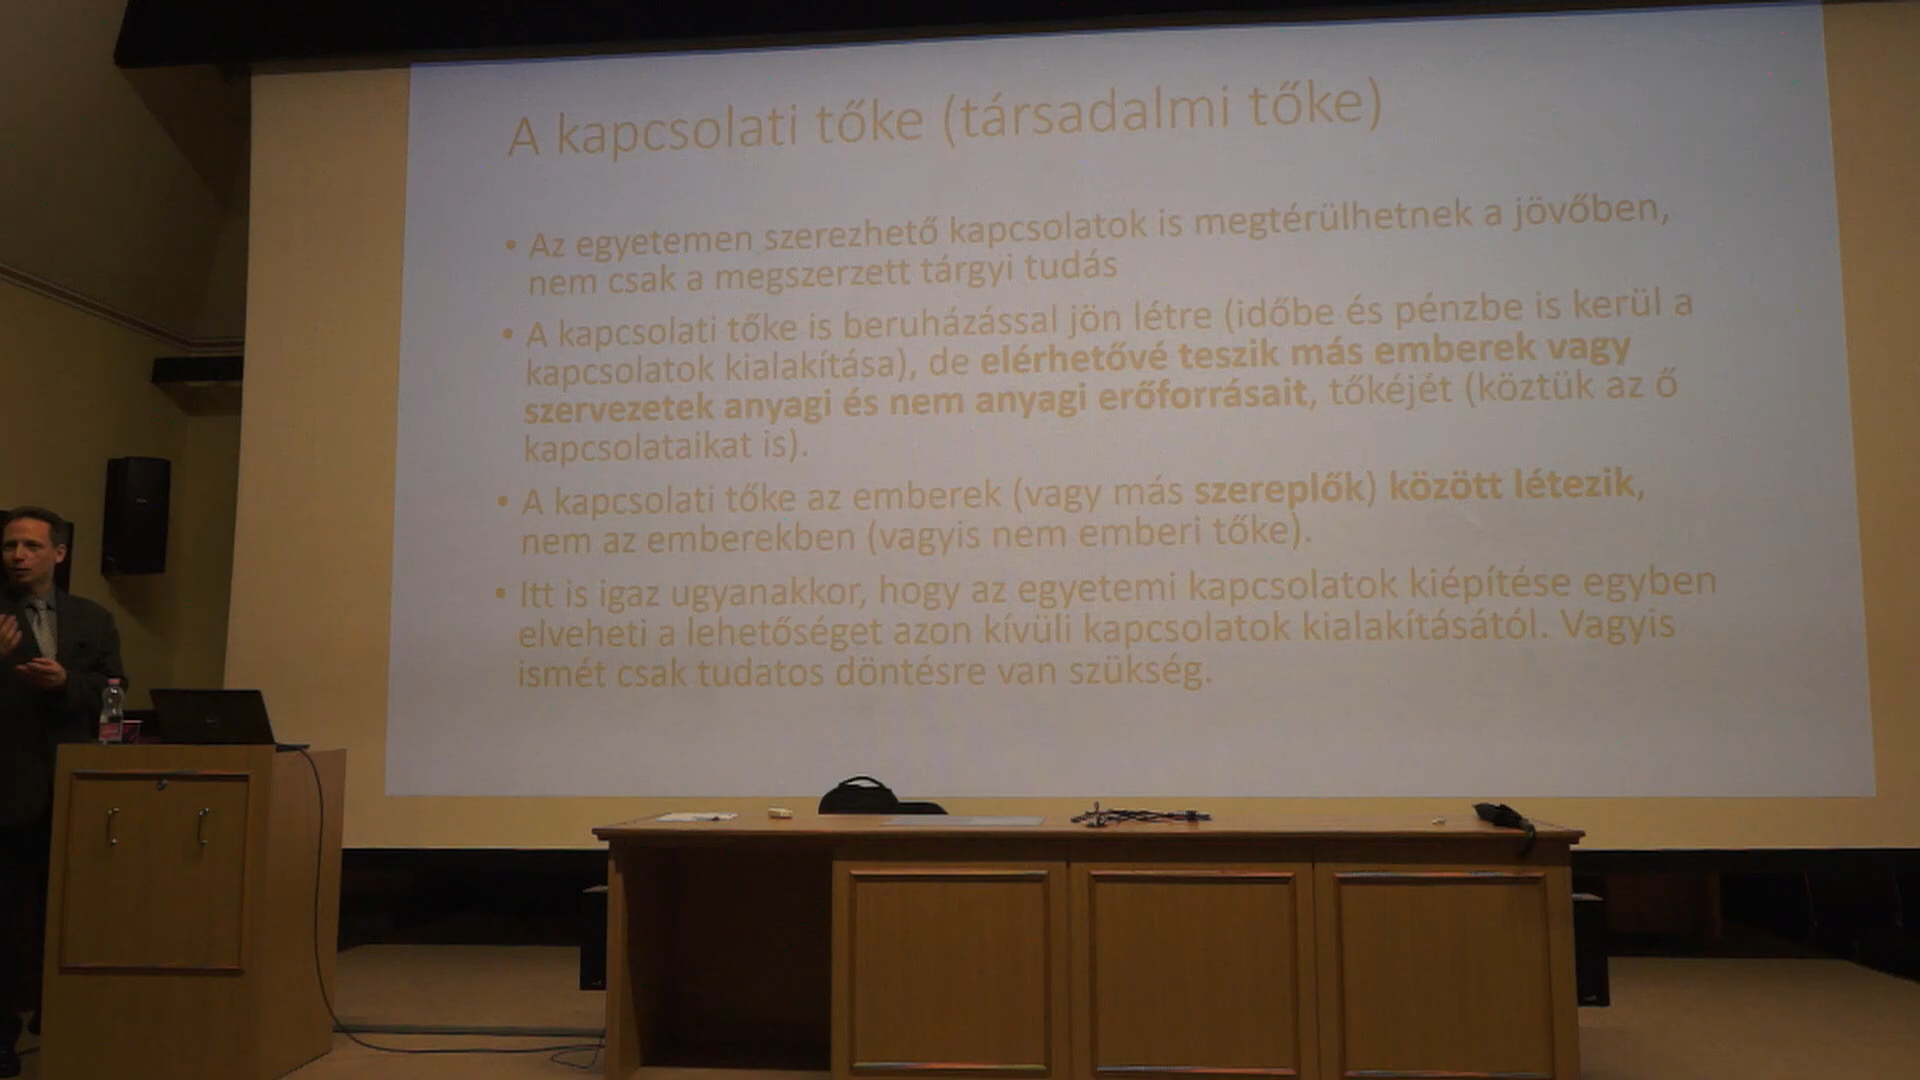 A kapcsolati tőke (társadalmi tőke)
• Az egyetemen szerezhető kapcsolatok is megtérülhetnek a jövőben,
nem csak a megszerzett tárgyi tudás
• A kapcsolati tőke is beruházással jön létre (időbe és pénzbe is kerül a
kapcsolatok kialakítása), de elérhetővé teszik más emberek vagy
szervezetek anyagi és nem anyagi erőforrásait, tőkéjét (köztük az ő
kapcsolataikat is).
• A kapcsolati tőke az emberek (vagy más szereplők) között létezik,
nem az emberekben (vagyis nem emberi tőke).
• Itt is igaz ugyanakkor, hogy az egyetemi kapcsolatok kiépítése egyben
elveheti a lehetőséget azon kívüli kapcsolatok kialakításától. Vagyis
ismét csak tudatos döntésre van szükség.